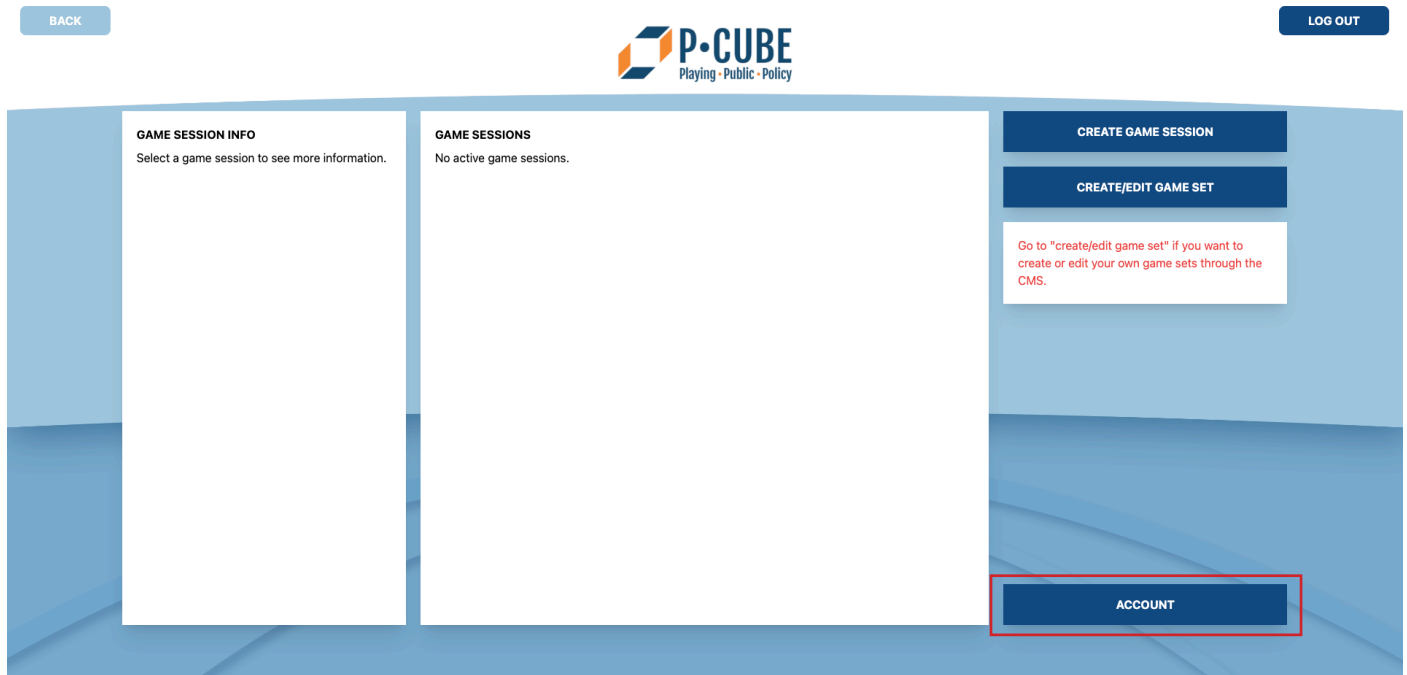 BACK
LOG OUT
P•CUBE
Playing • Public • Policy
GAME SESSION INFO
Select a game session to see more information.
GAME SESSIONS
No active game sessions.
CREATE GAME SESSION
CREATE/EDIT GAME SET
Go to "create/edit game set" if you want to
create or edit your own game sets through the
CMS.
ACCOUNT